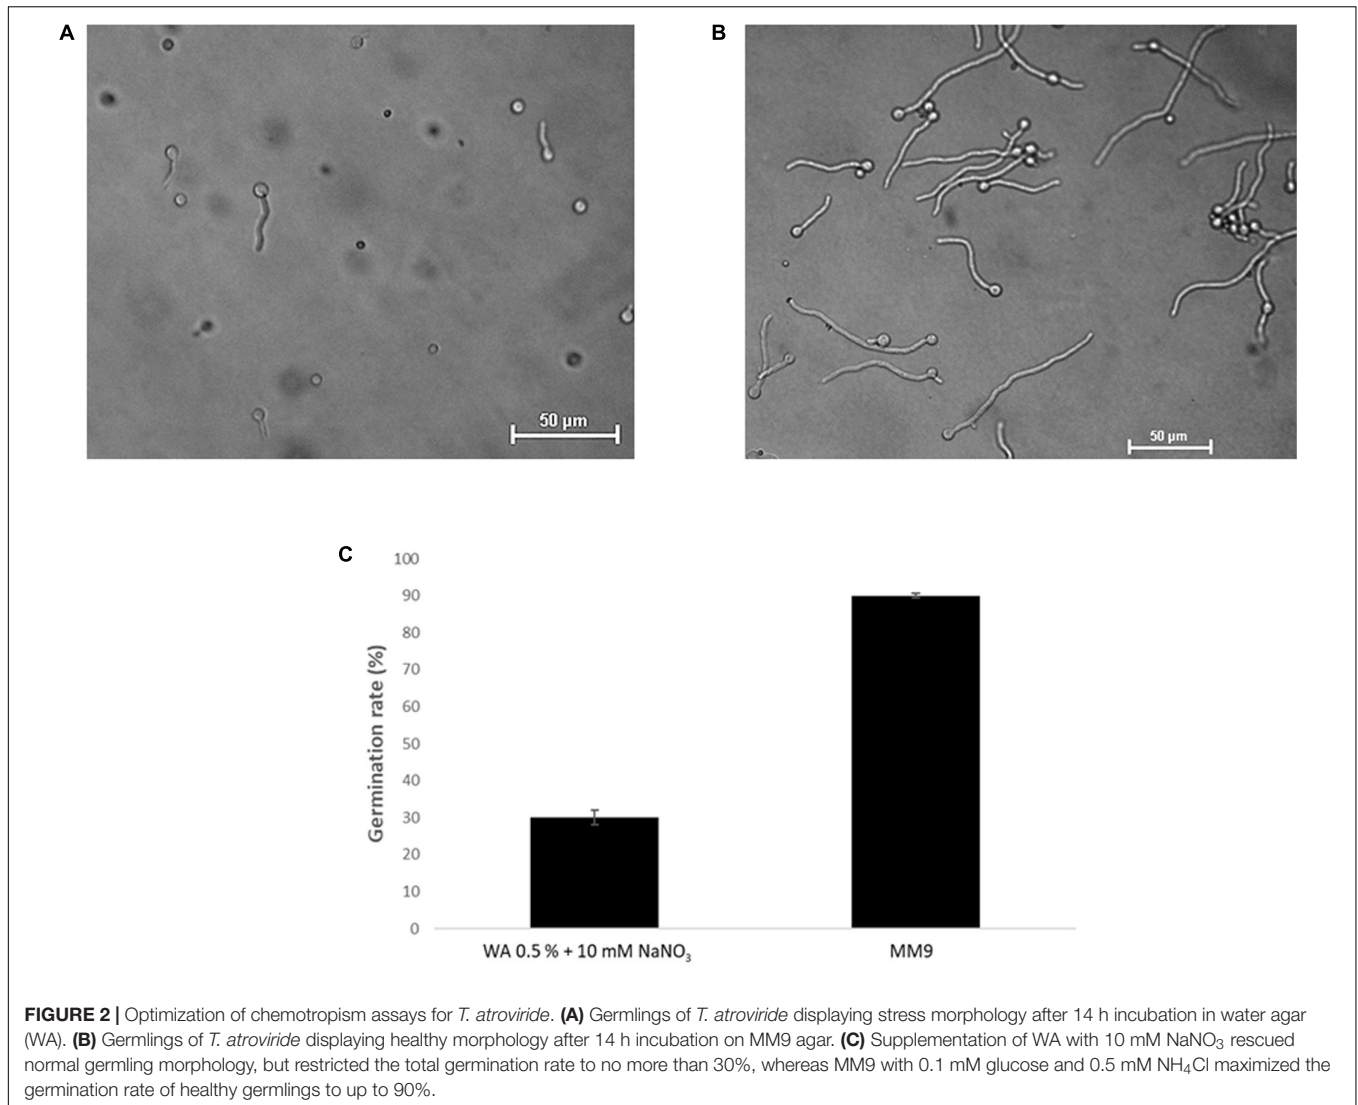 A
B
50 µm
50 µm
C
100
90
80
70
60
50
40
30
20
10
0
Germination rate (%)
WA 0.5 % + 10 mM NaNO₃
MM9
FIGURE 2 | Optimization of chemotropism assays for T. atroviride. (A) Germlings of T. atroviride displaying stress morphology after 14 h incubation in water agar
(WA). (B) Germlings of T. atroviride displaying healthy morphology after 14 h incubation on MM9 agar. (C) Supplementation of WA with 10 mM NaNO₃ rescued
normal germling morphology, but restricted the total germination rate to no more than 30%, whereas MM9 with 0.1 mM glucose and 0.5 mM NH₄Cl maximized the
germination rate of healthy germlings to up to 90%.